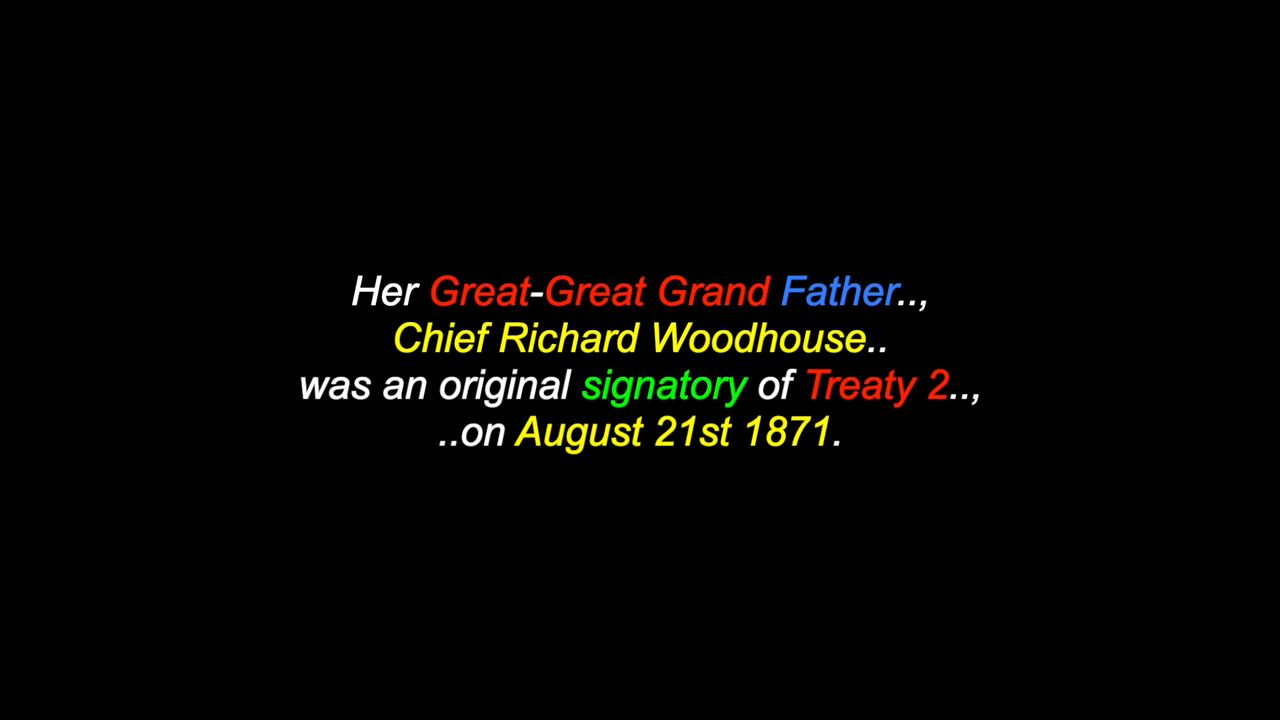 Her Great-Great Grand Father..,
Chief Richard Woodhouse..
was an original signatory of Treaty 2..,
..on August 21st 1871.